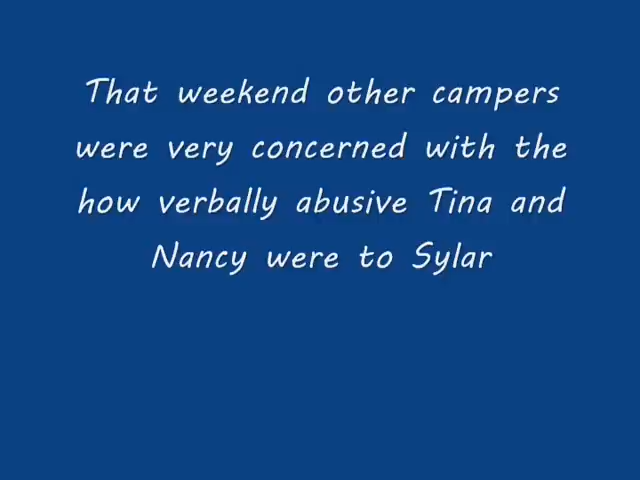 That weekend other campers
were very concerned with the
how verbally abusive Tina and
Nancy were to Sylar